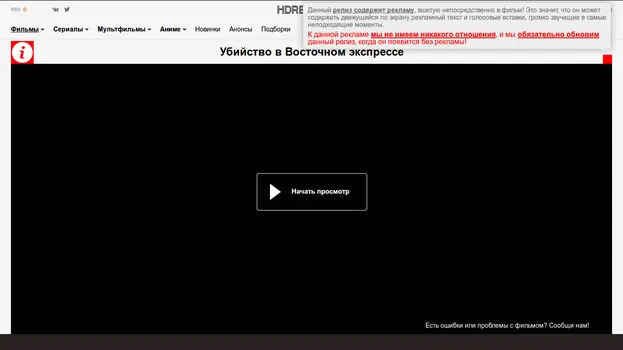 RSS
HDRE
Данный релиз содержит рекламу, вшитую непосредственно в фильм! Это значит, что он может
содержать движущийся по экрану рекламный текст и голосовые вставки, громко звучащие в самые
неподходящие моменты.
К данной рекламе мы не имеем никакого отношения, и мы обязательно обновим
данный релиз, когда он появится без рекламы!
Фильмы Сериалы Мультфильмы Аниме Новинки Анонсы Подборки
Убийство в Восточном экспрессе
Начать просмотр
Есть ошибки или проблемы с фильмом? Сообщи нам!